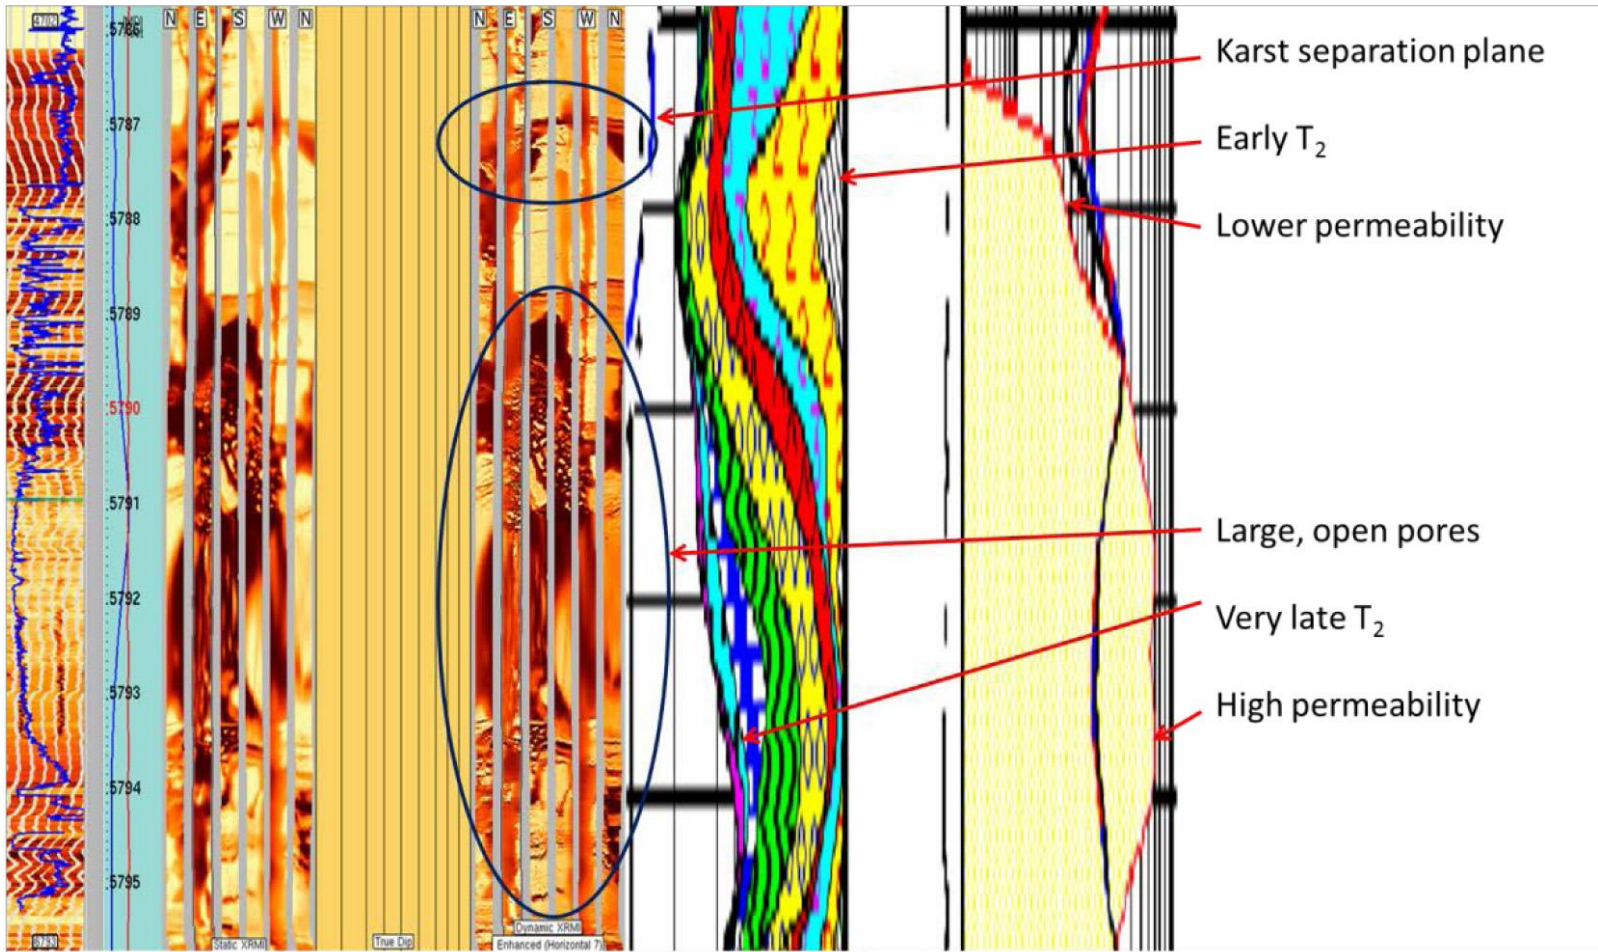 N E S W N
N E S W N
5786
5787
5788
5789
5790
5791
5792
5793
5794
5795
Static XRMI
True Dip
Dynamic XRMI
Enhanced (Horizontal 7)
Karst separation plane
Early T₂
Lower permeability
Large, open pores
Very late T₂
High permeability